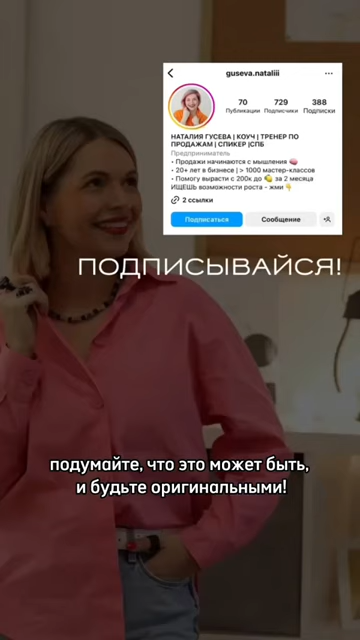 guseva.nataliii
70
729
388
Публикации
Подписчики
Подписки
НАТАЛИЯ ГУСЕВА | КОУЧ | ТРЕНЕР ПО
ПРОДАЖАМ | СПИКЕР |СПБ
Предприниматель
• Продажи начинаются с мышления 🧠
• 20+ лет в бизнесе | > 1000 мастер-классов
• Помогу вырасти с 200к до 🍋 за 2 месяца
ИЩЕШЬ возможности роста - жми 👇
2 ссылки
Подписаться
Сообщение
ПОДПИСЫВАЙСЯ!
подумайте, что это может быть,
и будьте оригинальными!